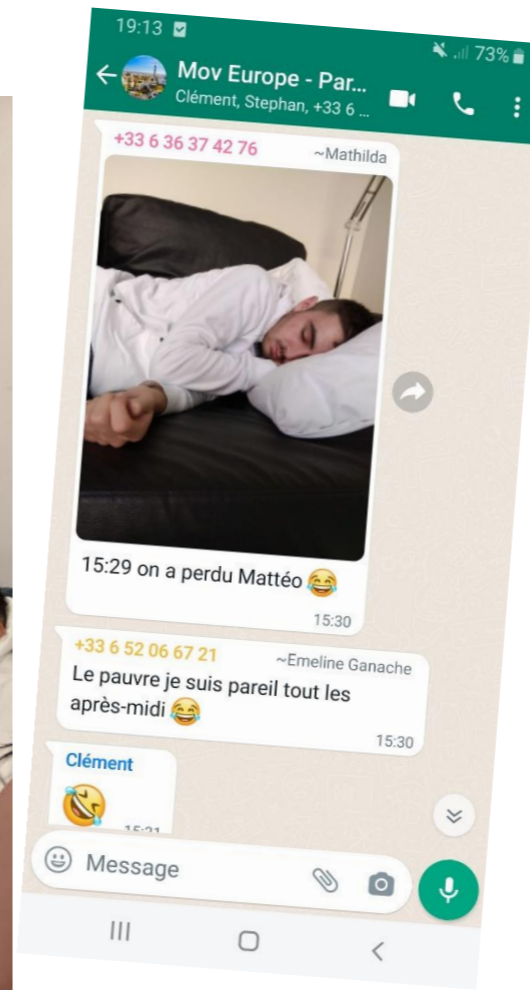 19:13
73%
Mov Europe - Par...
Clément, Stephan, +33 6 ...
+33 6 36 37 42 76 ~Mathilda
15:29 on a perdu Mattéo 😂
15:30
+33 6 52 06 67 21 ~Emeline Ganache
Le pauvre je suis pareil tout les
après-midi 😂
15:30
Clément
🤣
15:31
Message